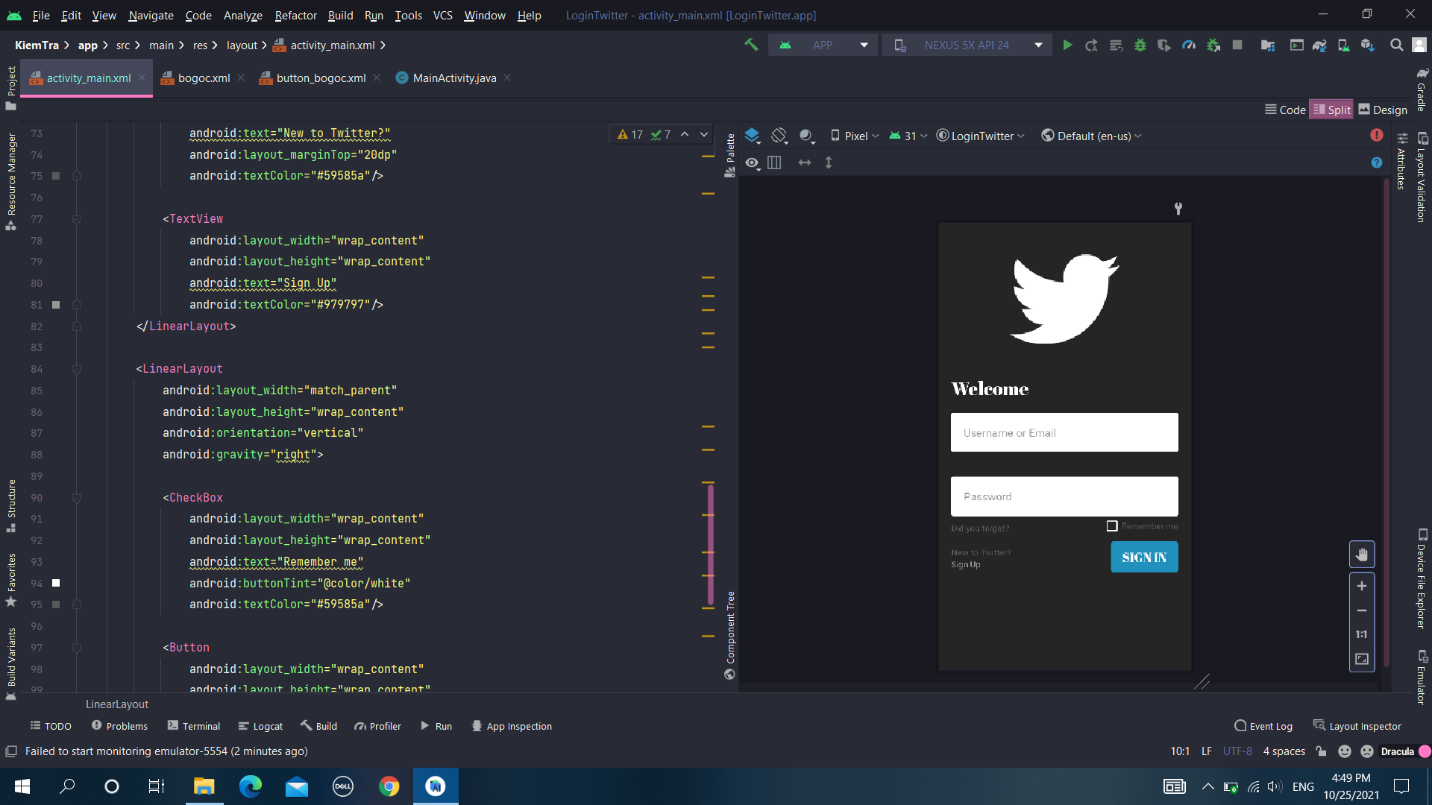 File Edit View Navigate Code Analyze Refactor Build Run Tools VCS Window Help LoginTwitter - activity_main.xml [LoginTwitter.app]
KiemTra app src main res layout activity_main.xml APP NEXUS 5X API 24
activity_main.xml bogoc.xml button_bogoc.xml MainActivity.java
Code Split Design
Project
Resource Manager
Structure
Favorites
Build Variants
17 7
73 android:text="New to Twitter?"
74 android:layout_marginTop="20dp"
75 android:textColor="#59585a"/>
76
77 <TextView
78 android:layout_width="wrap_content"
79 android:layout_height="wrap_content"
80 android:text="Sign Up"
81 android:textColor="#979797"/>
82 </LinearLayout>
83
84 <LinearLayout
85 android:layout_width="match_parent"
86 android:layout_height="wrap_content"
87 android:orientation="vertical"
88 android:gravity="right">
89
90 <CheckBox
91 android:layout_width="wrap_content"
92 android:layout_height="wrap_content"
93 android:text="Remember me"
94 android:buttonTint="@color/white"
95 android:textColor="#59585a"/>
96
97 <Button
98 android:layout_width="wrap_content"
99 android:layout_height="wrap_content"
Palette
Component Tree
Pixel 31 LoginTwitter Default (en-us)
Welcome
Username or Email
Password
Did you forget? Remember me
New to Twitter?
Sign Up
SIGN IN
1:1
Attributes
Gradle
Layout Validation
Device File Explorer
Emulator
LinearLayout
TODO Problems Terminal Logcat Build Profiler Run App Inspection Event Log Layout Inspector
Failed to start monitoring emulator-5554 (2 minutes ago) 10:1 LF UTF-8 4 spaces Dracula
DELL
ENG
4:49 PM
10/25/2021